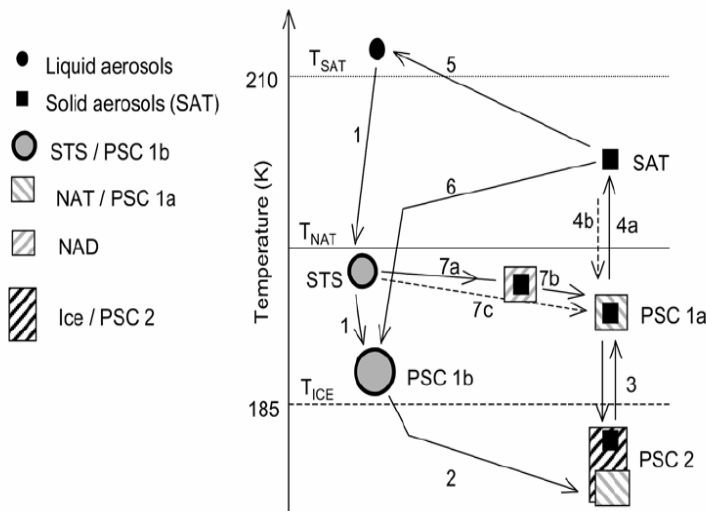 Liquid aerosols
Solid aerosols (SAT)
STS / PSC 1b
NAT / PSC 1a
NAD
Ice / PSC 2
Temperature (K)
T_SAT
210
5
1
SAT
6
4b
4a
T_NAT
STS
7a
7b
7c
1
PSC 1a
PSC 1b
3
T_ICE
185
2
PSC 2